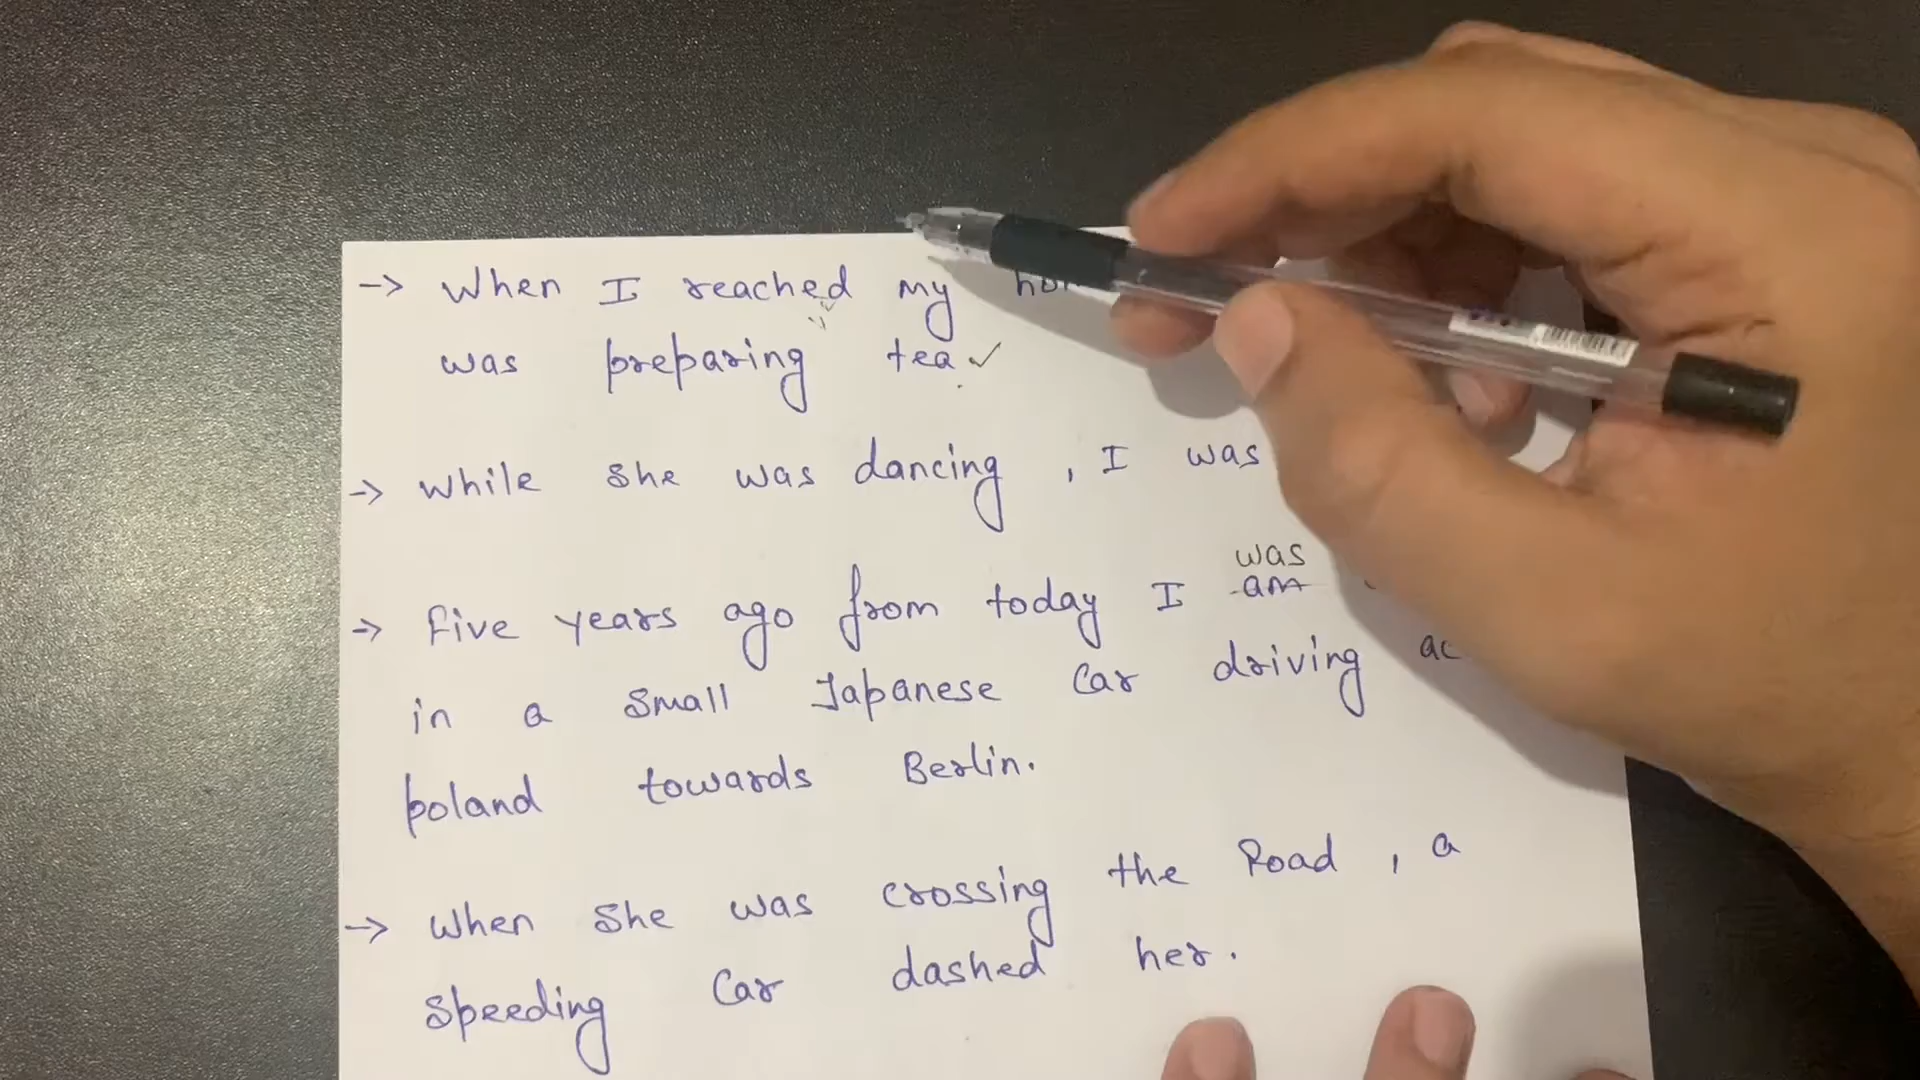 -> When I reached my
was preparing tea ✓
-> While she was dancing , I was
was
-> Five years ago from today I am
in a small Japanese Car driving
poland towards Berlin.
-> When She was crossing the Road , a
speeding Car dashed her.